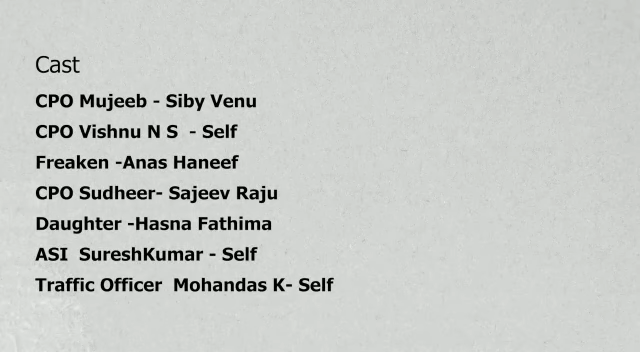 Cast
CPO Mujeeb - Siby Venu
CPO Vishnu N S  - Self
Freaken -Anas Haneef
CPO Sudheer- Sajeev Raju
Daughter -Hasna Fathima
ASI  SureshKumar - Self
Traffic Officer  Mohandas K- Self